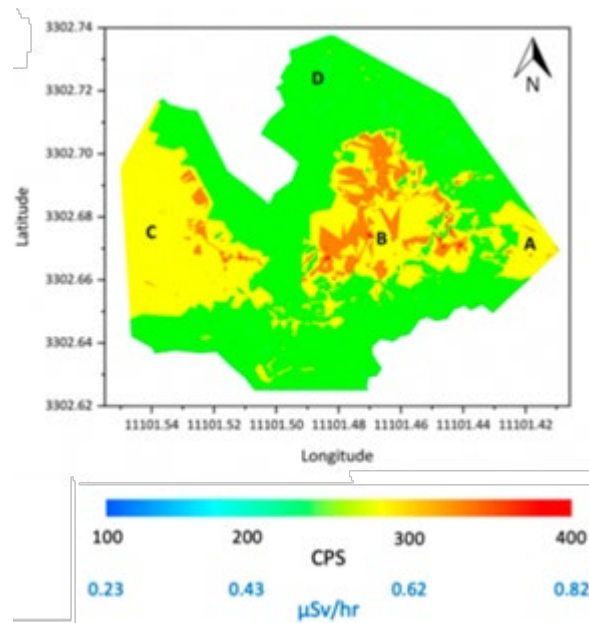 3302.74
3302.72
3302.70
3302.68
3302.66
3302.64
3302.62
Latitude
D
N
C
B
A
11101.54 11101.52 11101.50 11101.48 11101.46 11101.44 11101.42
Longitude
100 200 300 400
CPS
0.23 0.43 0.62 0.82
µSv/hr